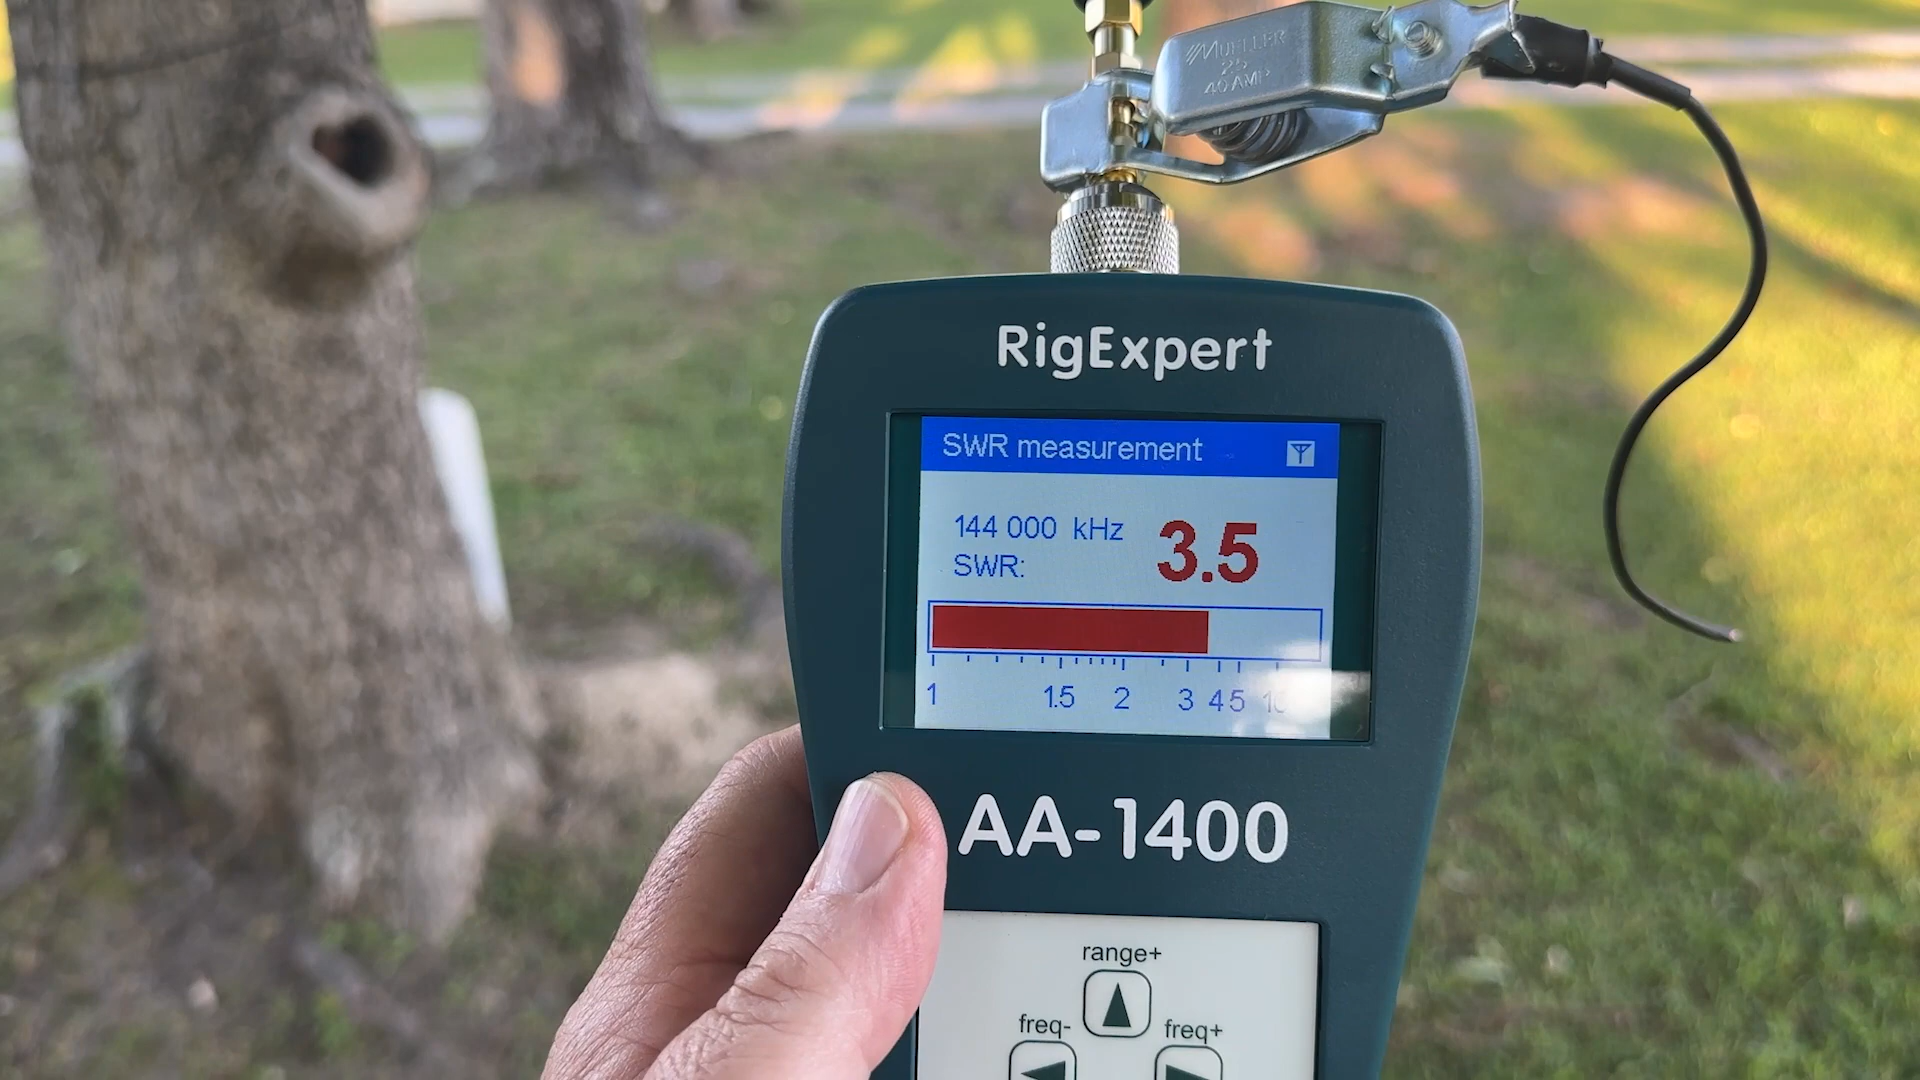 MUELLER
25
40 AMP
RigExpert
SWR measurement
144 000 kHz
3.5
SWR:
1 1.5 2 3 4 5 10
AA-1400
range+
freq- freq+